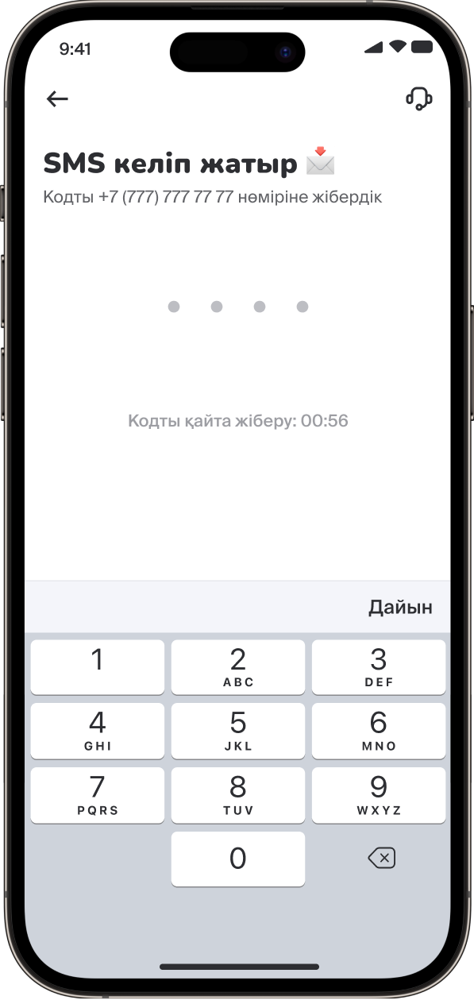 9:41
SMS келіп жатыр 📩
Кодты +7 (777) 777 77 77 нөміріне жібердік
Кодты қайта жіберу: 00:56
Дайын
1
2
ABC
3
DEF
4
GHI
5
JKL
6
MNO
7
PQRS
8
TUV
9
WXYZ
0